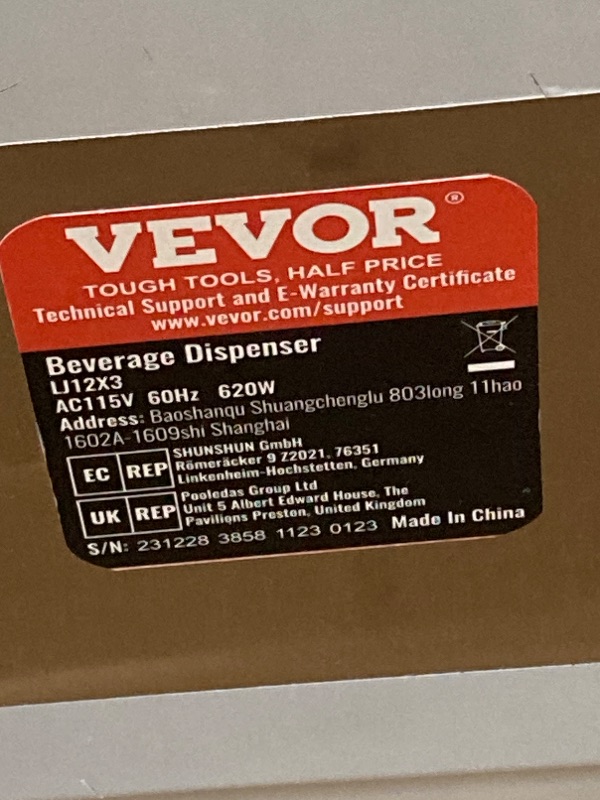 VEVOR®
TOUGH TOOLS, HALF PRICE
Technical Support and E-Warranty Certificate
www.vevor.com/support
Beverage Dispenser
LJ12X3
AC115V 60Hz 620W
Address: Baoshanqu Shuangchenglu 803long 11hao
1602A-1609shi Shanghai
EC REP
SHUNSHUN GmbH
Römeräcker 9 Z2021, 76351
Linkenheim-Hochstetten, Germany
UK REP
Pooledas Group Ltd
Unit 5 Albert Edward House, The
Pavilions Preston, United Kingdom
S/N: 231228 3858 1123 0123 Made In China